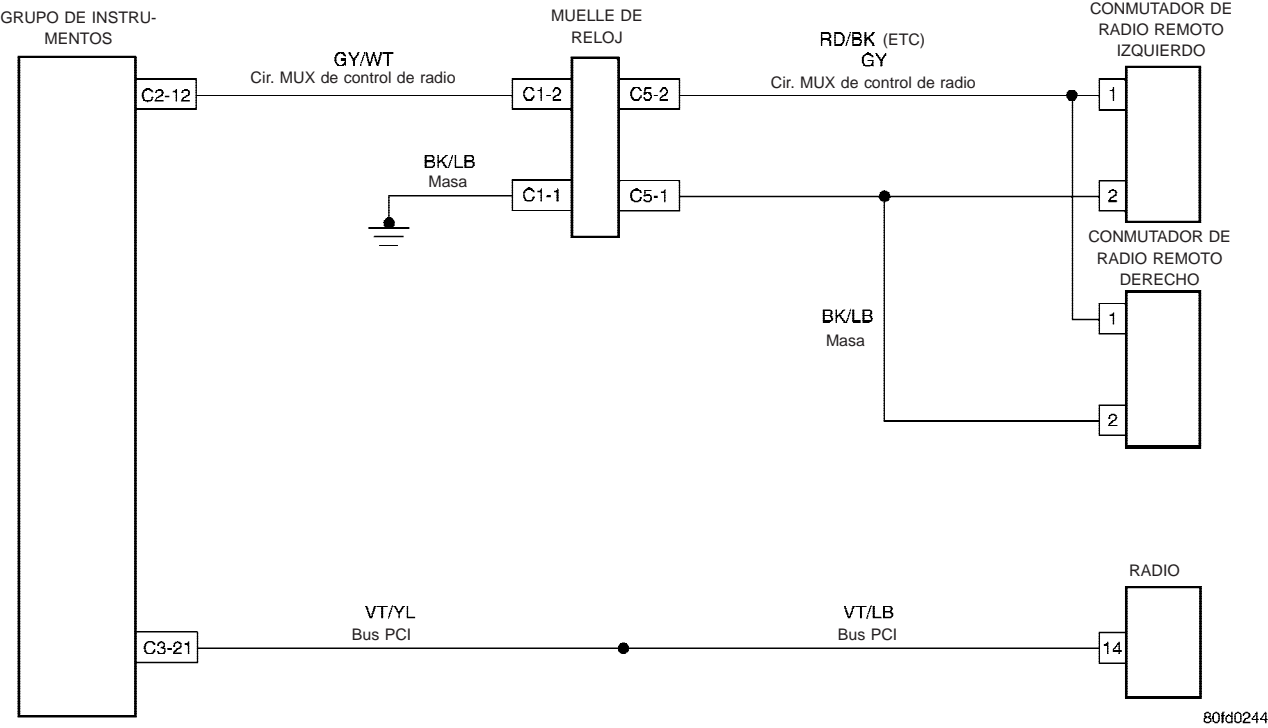 GRUPO DE INSTRU-
MENTOS
MUELLE DE
RELOJ
CONMUTADOR DE
RADIO REMOTO
IZQUIERDO
GY/WT
Cir. MUX de control de radio
RD/BK (ETC)
GY
Cir. MUX de control de radio
C2-12
C1-2
C5-2
1
BK/LB
Masa
C1-1
C5-1
2
CONMUTADOR DE
RADIO REMOTO
DERECHO
BK/LB
Masa
1
2
RADIO
VT/YL
Bus PCI
VT/LB
Bus PCI
C3-21
14
80fd0244